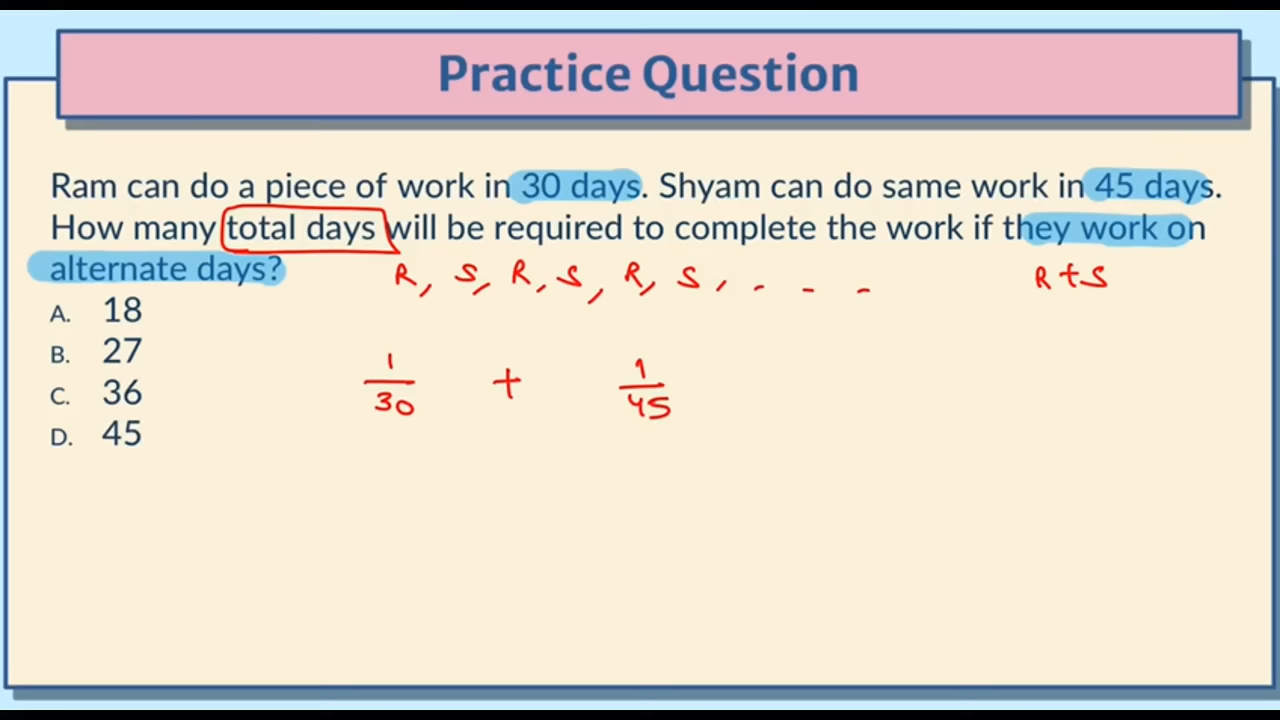 Practice Question
Ram can do a piece of work in 30 days. Shyam can do same work in 45 days.
How many total days will be required to complete the work if they work on
alternate days?
R, S, R, S, R, S, . - - R + S
A. 18
B. 27
C. 36
D. 45
1/30 + 1/45